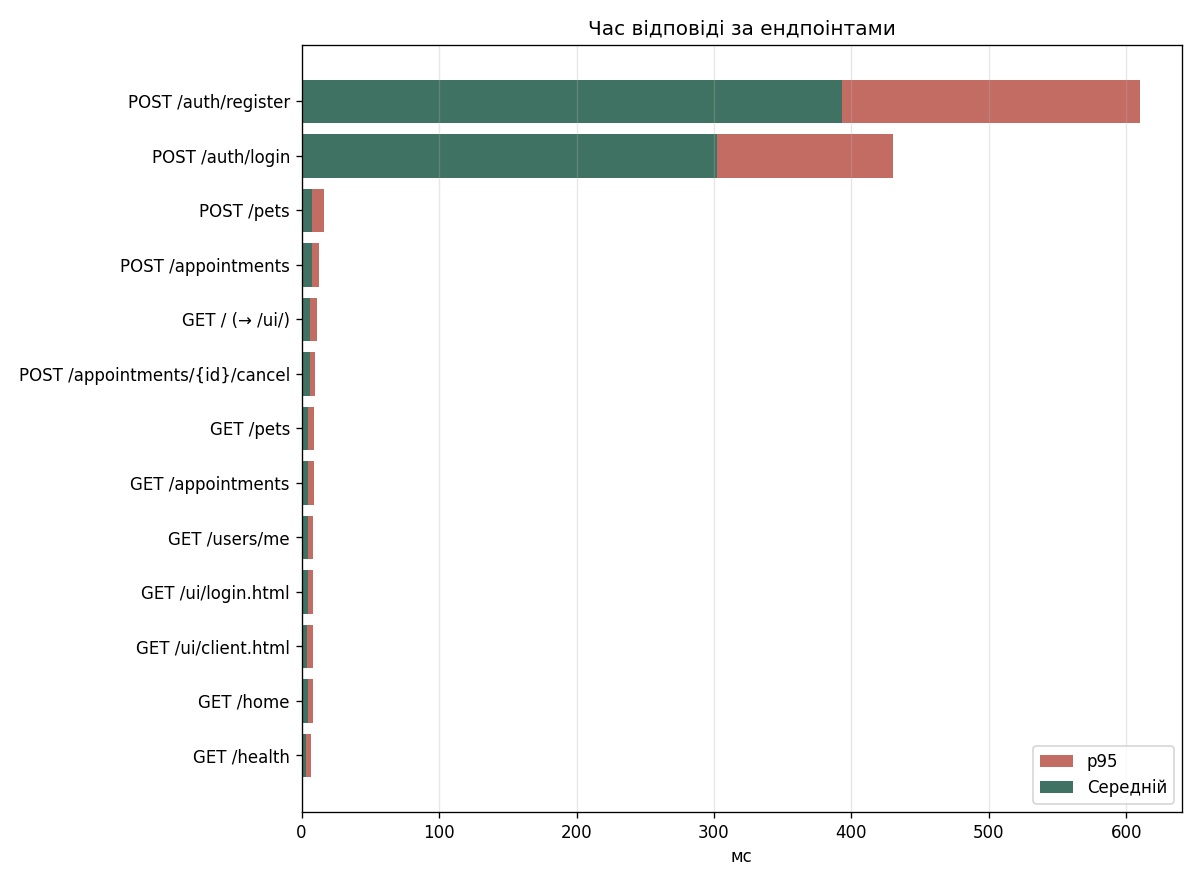 Час відповіді за ендпоінтами
POST /auth/register
POST /auth/login
POST /pets
POST /appointments
GET / (→ /ui/)
POST /appointments/{id}/cancel
GET /pets
GET /appointments
GET /users/me
GET /ui/login.html
GET /ui/client.html
GET /home
GET /health
p95
Середній
0 100 200 300 400 500 600
мс